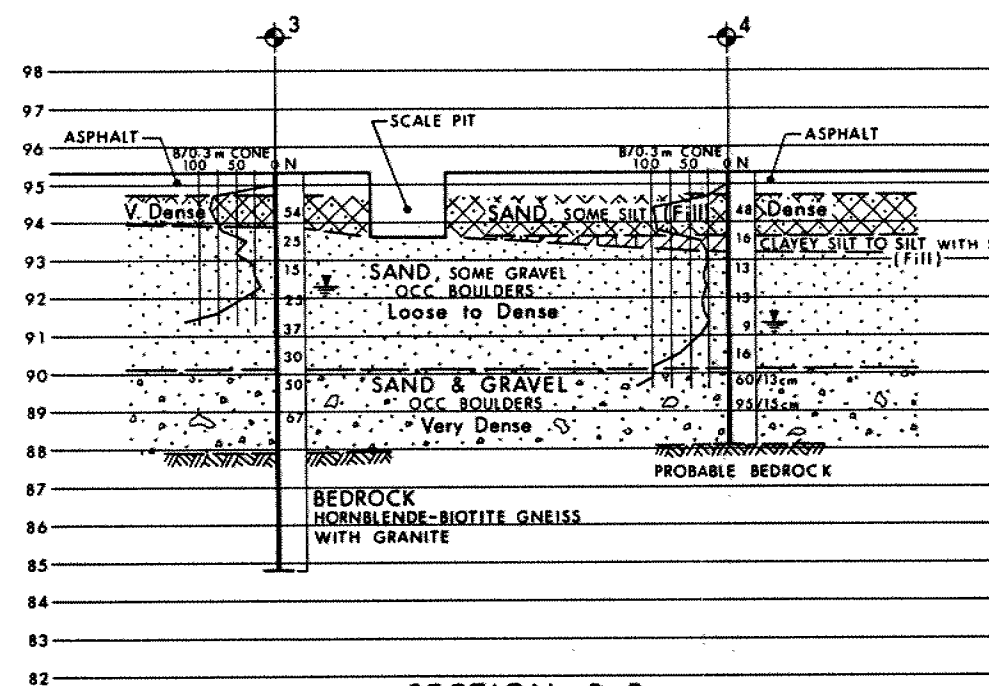 3
4
98
97
SCALE PIT
ASPHALT
ASPHALT
96
B/0.3m CONE
100 50 0 N
B/0.3m CONE
100 50 0 N
95
V. Dense
54
SAND, SOME SILT (Fill)
48
Dense
94
25
16
CLAYEY SILT TO SILT WITH
(Fill)
93
15
SAND, SOME GRAVEL
OCC BOULDERS
Loose to Dense
13
92
23
13
91
37
9
30
16
90
50
SAND & GRAVEL
OCC BOULDERS
Very Dense
60/13cm
89
67
95/15cm
88
PROBABLE BEDROCK
87
BEDROCK
HORNBLENDE-BIOTITE GNEISS
WITH GRANITE
86
85
84
83
82